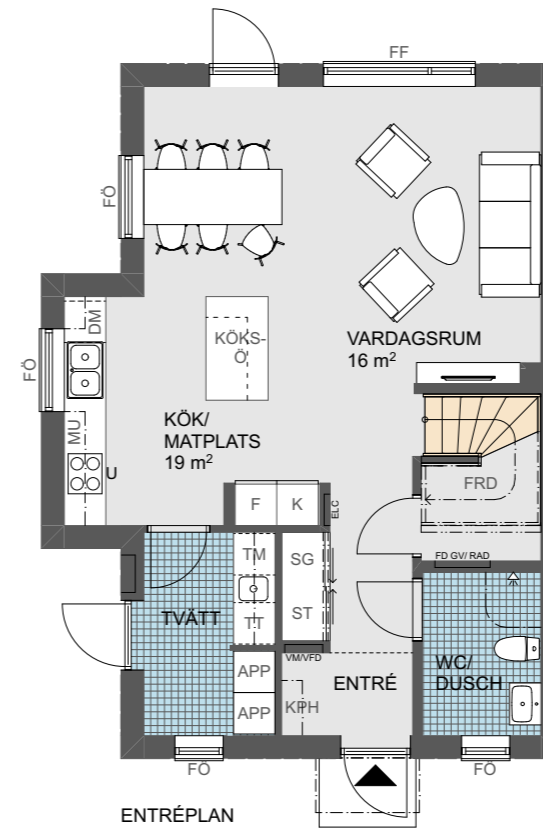 FF
FÖ
DM
KÖKS-
Ö
VARDAGSRUM
16 m²
FÖ
MU
KÖK/
MATPLATS
19 m²
U
F
K
ELC
FRD
FD GV/ RAD
TM
SG
TVÄTT
TT
ST
VM/VFD
WC/
DUSCH
APP
ENTRÉ
APP
KPH
FÖ
FÖ
ENTRÉPLAN